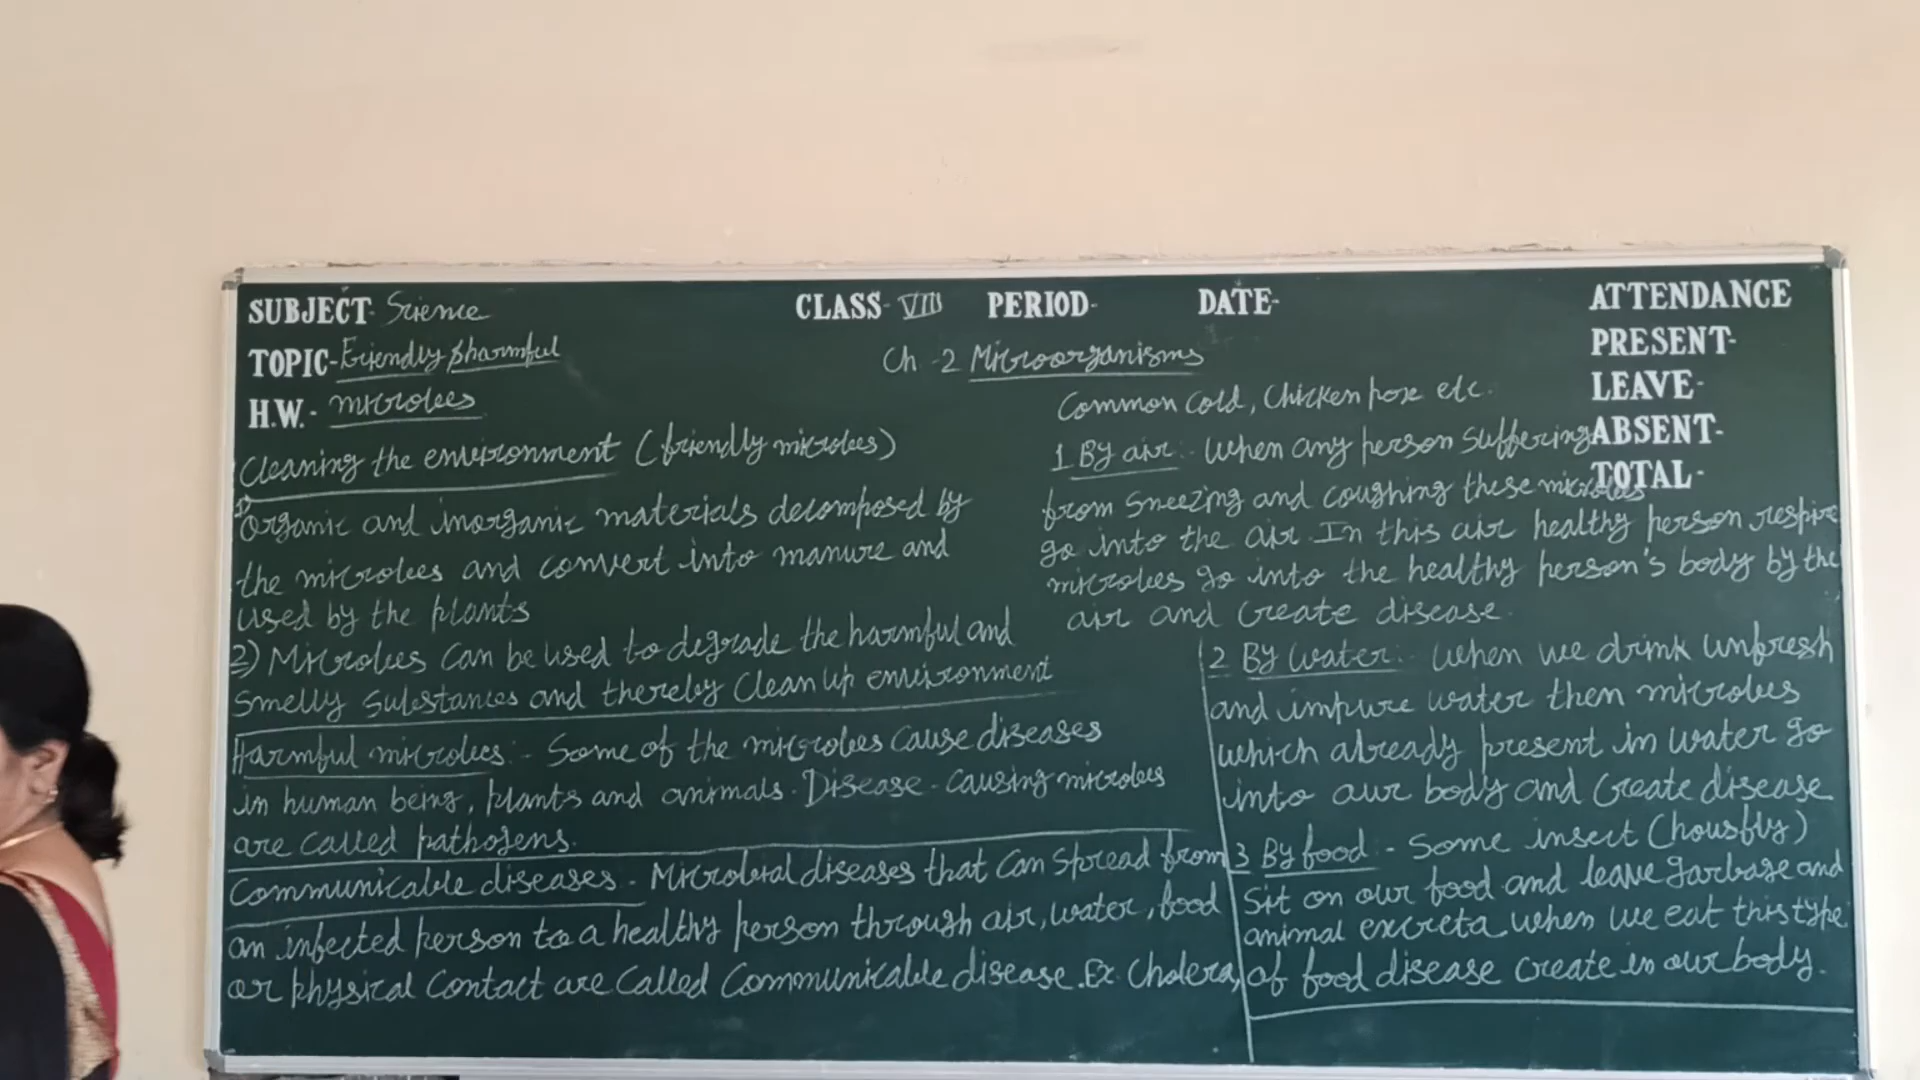 SUBJECT- Science
CLASS- VIII
PERIOD-
DATE-
ATTENDANCE
TOPIC- Friendly & harmful
Ch - 2 Microorganisms
PRESENT-
H.W.- microbes
LEAVE-
ABSENT-
TOTAL-
Cleaning the environment (friendly microbes)
1) Organic and inorganic materials decomposed by
the microbes and convert into manure and
used by the plants
2) Microbes can be used to degrade the harmful and
smelly substances and thereby clean up environment
Harmful microbes :- Some of the microbes cause diseases
in human being, plants and animals. Disease-causing microbes
are called pathogens.
Communicable diseases - Microbial diseases that can spread from
an infected person to a healthy person through air, water, food
or physical contact are called communicable disease. Ex. Cholera,
Common cold, Chicken pox etc.
1 By air :- When any person suffering
from sneezing and coughing these microbes
go into the air. In this air healthy person respire
microbes go into the healthy person's body by the
air and create disease.
2 By water :- When we drink unfresh
and impure water then microbes
which already present in water go
into our body and create disease
3 By food :- Some insect (housfly)
sit on our food and leave garbage and
animal excreta when we eat this type
of food disease create in our body.